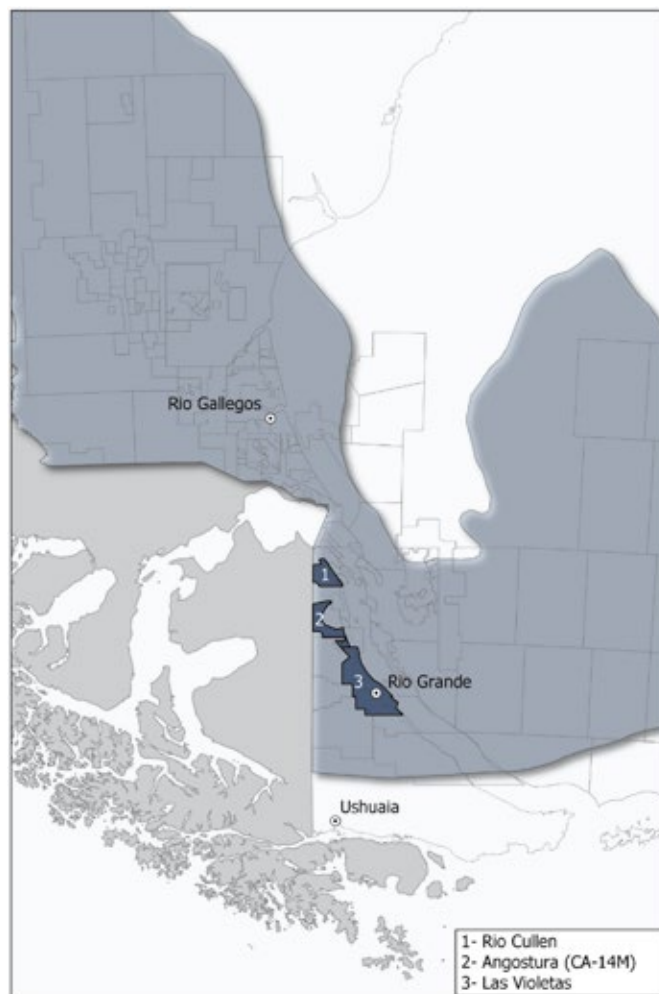 Rio Gallegos
1
2
3
Rio Grande
Ushuaia
1- Rio Cullen
2- Angostura (CA-14M)
3- Las Violetas